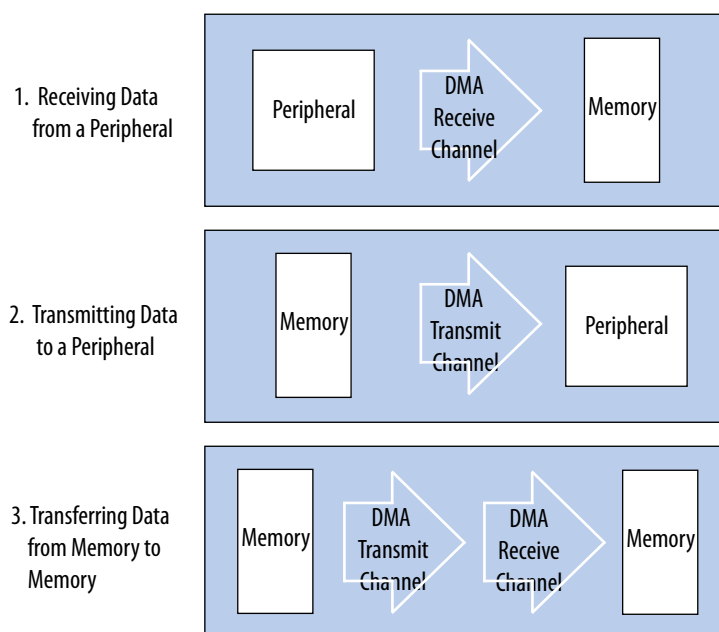 1. Receiving Data
from a Peripheral
Peripheral
DMA
Receive
Channel
Memory
2. Transmitting Data
to a Peripheral
Memory
DMA
Transmit
Channel
Peripheral
3. Transferring Data
from Memory to
Memory
Memory
DMA
Transmit
Channel
DMA
Receive
Channel
Memory